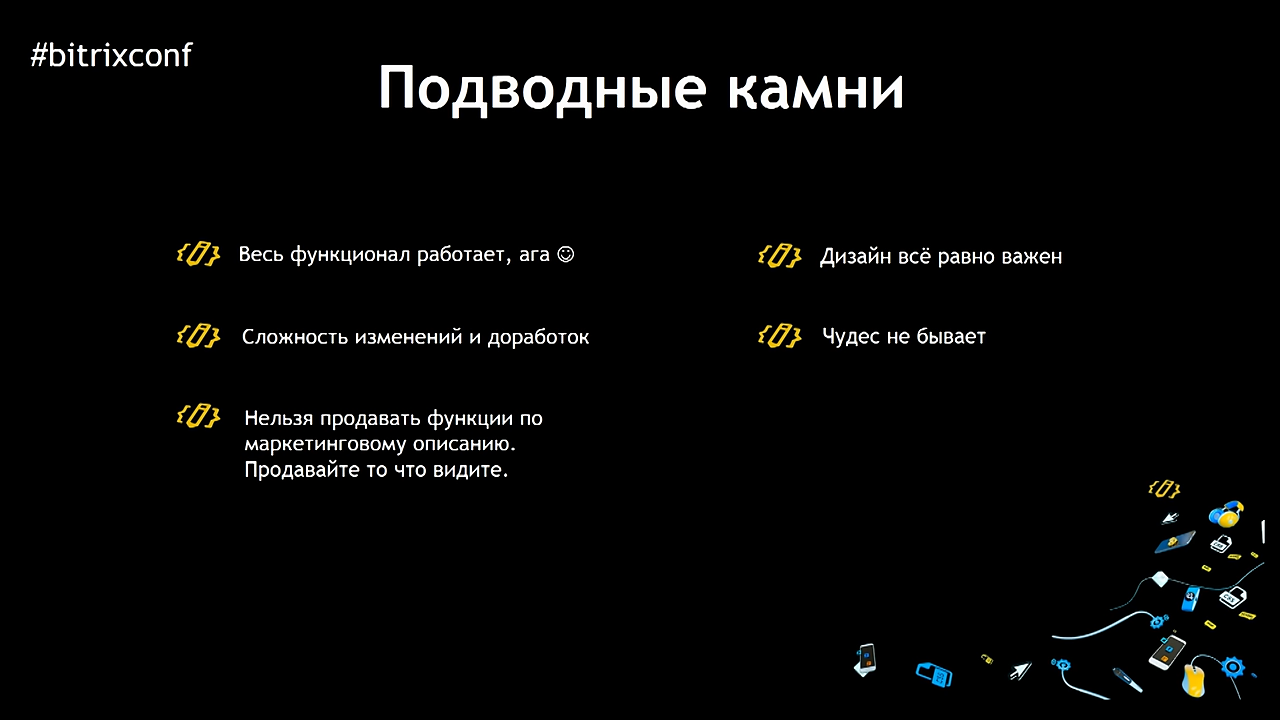 #bitrixconf
Подводные камни
Весь функционал работает, ага ☺
Сложность изменений и доработок
Нельзя продавать функции по
маркетинговому описанию.
Продавайте то что видите.
Дизайн всё равно важен
Чудес не бывает